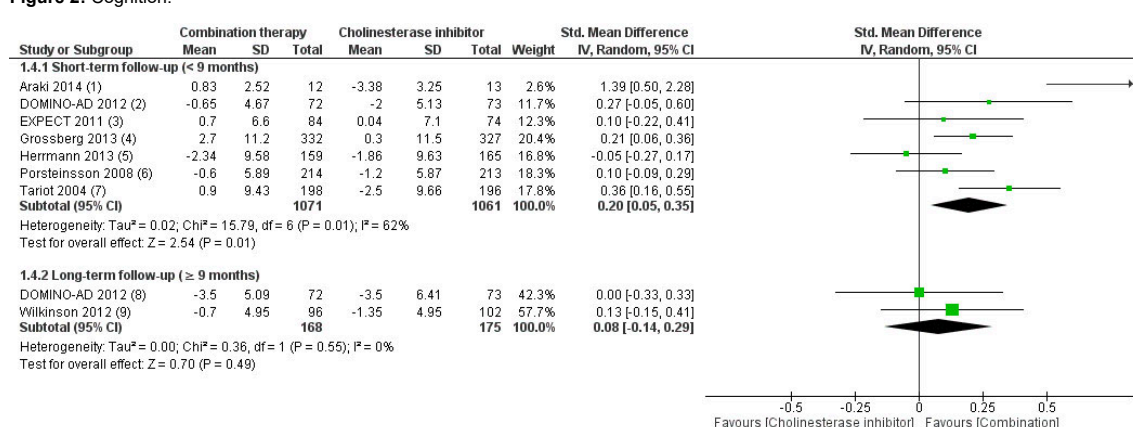 Figure 2. Cognition.
Combination therapy Cholinesterase inhibitor Std. Mean Difference Std. Mean Difference
Study or Subgroup Mean SD Total Mean SD Total Weight IV, Random, 95% CI IV, Random, 95% CI
1.4.1 Short-term follow-up (< 9 months)
Araki 2014 (1) 0.83 2.52 12 -3.38 3.25 13 2.6% 1.39 [0.50, 2.28]
DOMINO-AD 2012 (2) -0.65 4.67 72 -2 5.13 73 11.7% 0.27 [-0.05, 0.60]
EXPECT 2011 (3) 0.7 6.6 84 0.04 7.1 74 12.4% 0.10 [-0.22, 0.41]
Grossberg 2013 (4) 2.7 11.2 332 0.3 11.5 327 20.4% 0.21 [0.06, 0.36]
Herrmann 2013 (5) -2.34 9.58 159 -1.86 9.63 165 16.8% -0.05 [-0.27, 0.17]
Porsteinsson 2008 (6) -0.6 5.89 214 -1.2 5.87 213 18.3% 0.10 [-0.09, 0.29]
Tariot 2004 (7) 0.9 9.43 198 -2.5 9.66 196 17.8% 0.36 [0.16, 0.55]
Subtotal (95% CI) 1071 1061 100.0% 0.20 [0.05, 0.35]
Heterogeneity: Tau² = 0.02; Chi² = 15.79, df = 6 (P = 0.01); I² = 62%
Test for overall effect: Z = 2.54 (P = 0.01)
1.4.2 Long-term follow-up (≥ 9 months)
DOMINO-AD 2012 (8) -3.5 5.09 72 -3.5 6.41 73 42.3% 0.00 [-0.33, 0.33]
Wilkinson 2012 (9) -0.7 4.95 96 -1.35 4.95 102 57.7% 0.13 [-0.15, 0.41]
Subtotal (95% CI) 168 175 100.0% 0.08 [-0.14, 0.29]
Heterogeneity: Tau² = 0.00; Chi² = 0.36, df = 1 (P = 0.55); I² = 0%
Test for overall effect: Z = 0.70 (P = 0.49)
-0.5 -0.25 0 0.25 0.5
Favours [Cholinesterase inhibitor] Favours [Combination]